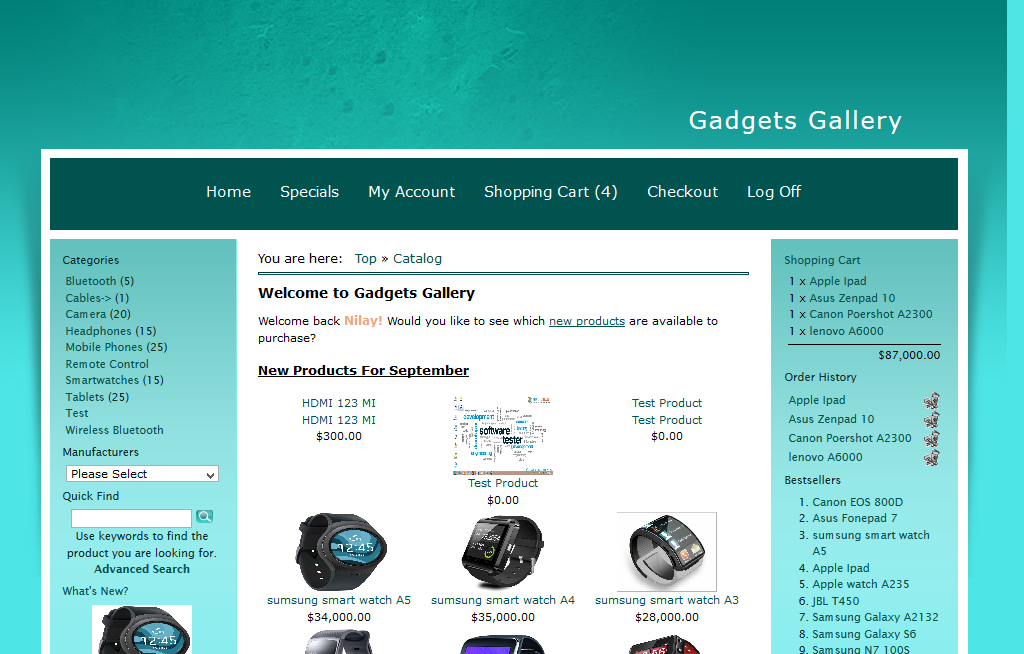 Gadgets Gallery
Home Specials My Account Shopping Cart (4) Checkout Log Off
Categories
Bluetooth (5)
Cables-> (1)
Camera (20)
Headphones (15)
Mobile Phones (25)
Remote Control
Smartwatches (15)
Tablets (25)
Test
Wireless Bluetooth
Manufacturers
Please Select
Quick Find
Use keywords to find the
product you are looking for.
Advanced Search
What's New?
12:45
You are here: Top » Catalog
Welcome to Gadgets Gallery
Welcome back Nilay! Would you like to see which new products are available to
purchase?
New Products For September
HDMI 123 MI
HDMI 123 MI
$300.00
development
software
tester
Test Product
$0.00
Test Product
Test Product
$0.00
12:45
sumsung smart watch A5
$34,000.00
sumsung smart watch A4
$35,000.00
sumsung smart watch A3
$28,000.00
Shopping Cart
1 x Apple Ipad
1 x Asus Zenpad 10
1 x Canon Poershot A2300
1 x lenovo A6000
$87,000.00
Order History
Apple Ipad
Asus Zenpad 10
Canon Poershot A2300
lenovo A6000
Bestsellers
1. Canon EOS 800D
2. Asus Fonepad 7
3. sumsung smart watch
A5
4. Apple Ipad
5. Apple watch A235
6. JBL T450
7. Samsung Galaxy A2132
8. Samsung Galaxy S6
9. Samsung N7 100S